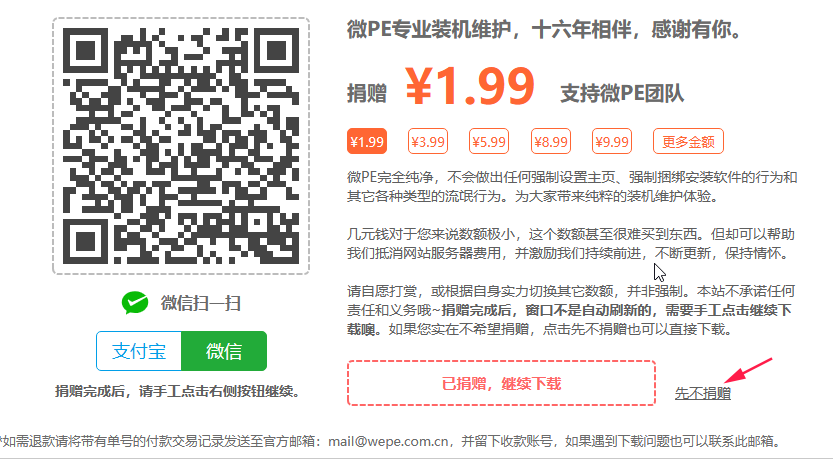 微PE专业装机维护，十六年相伴，感谢有你。
捐赠 ¥1.99 支持微PE团队
¥1.99 ¥3.99 ¥5.99 ¥8.99 ¥9.99 更多金额
微PE完全纯净，不会做出任何强制设置主页、强制捆绑安装软件的行为和
其它各种类型的流氓行为。为大家带来纯粹的装机维护体验。
几元钱对于您来说数额极小，这个数额甚至很难买到东西。但却可以帮助
我们抵消网站服务器费用，并激励我们持续前进，不断更新，保持情怀。
请自愿打赏，或根据自身实力切换其它数额，并非强制。本站不承诺任何
责任和义务哦~捐赠完成后，窗口不是自动刷新的，需要手工点击继续下
载噢。如果您实在不希望捐赠，点击先不捐赠也可以直接下载。
微信扫一扫
支付宝 微信
捐赠完成后，请手工点击右侧按钮继续。
已捐赠，继续下载
先不捐赠
*如需退款请将带有单号的付款交易记录发送至官方邮箱：mail@wepe.com.cn，并留下收款账号，如果遇到下载问题也可以联系此邮箱。